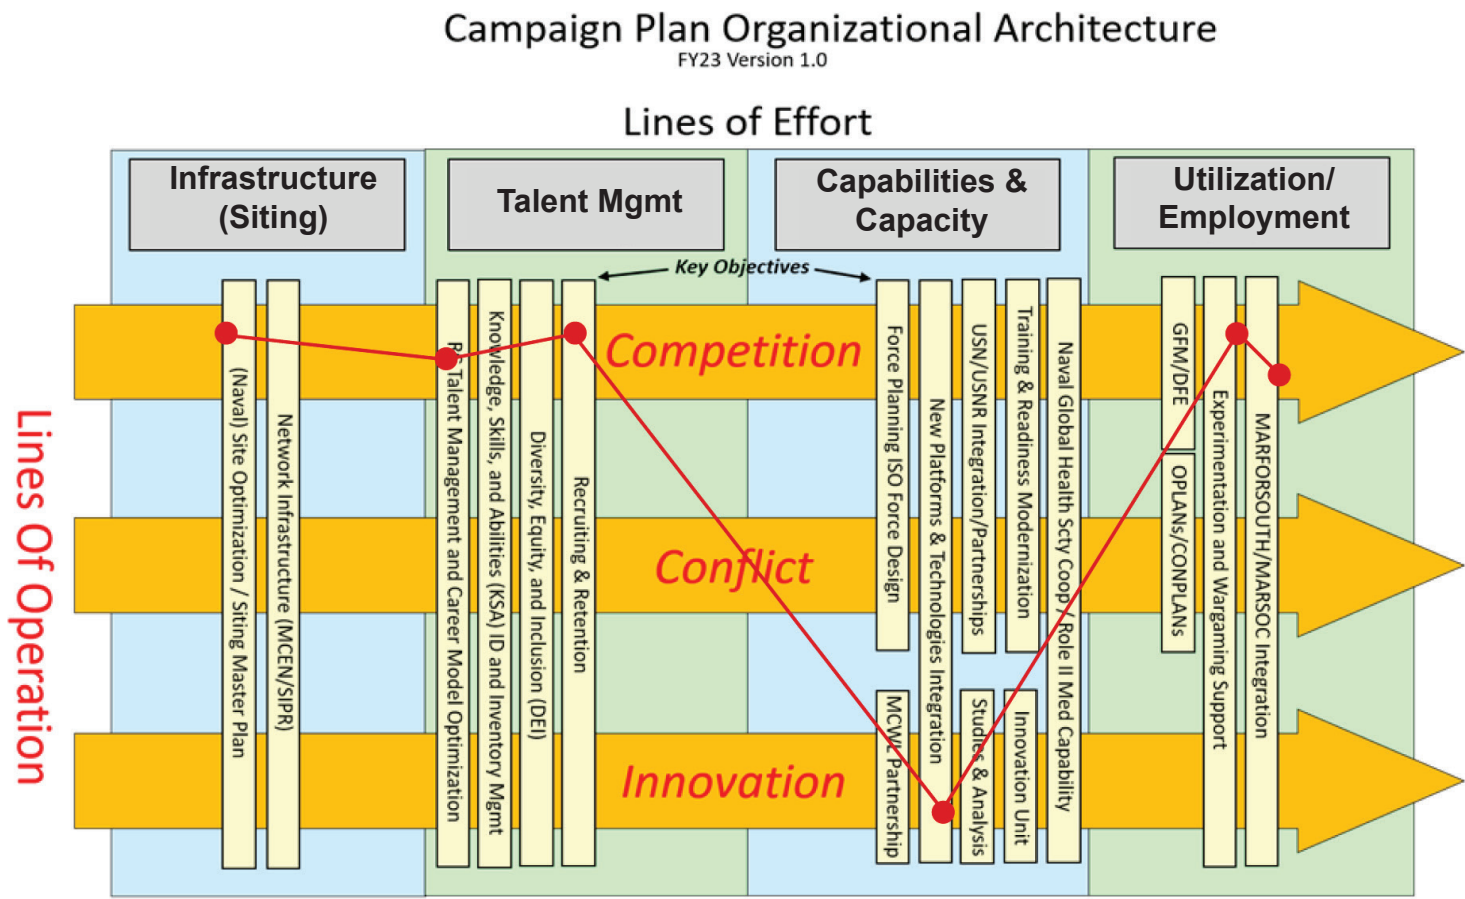 Campaign Plan Organizational Architecture
FY23 Version 1.0
Lines of Effort
Infrastructure
(Siting)
Talent Mgmt
Capabilities &
Capacity
Utilization/
Employment
Key Objectives
Lines Of Operation
Competition
Conflict
Innovation
(Naval) Site Optimization / Siting Master Plan
Network Infrastructure (MCEN/SIPR)
RC Talent Management and Career Model Optimization
Knowledge, Skills, and Abilities (KSA) ID and Inventory Mgmt
Diversity, Equity, and Inclusion (DEI)
Recruiting & Retention
Force Planning ISO Force Design
MCWL Partnership
New Platforms & Technologies Integration
USN/USNR Integration/Partnerships
Studies & Analysis
Training & Readiness Modernization
Innovation Unit
Naval Global Health Scty Coop / Role II Med Capability
GFM/DFE
OPLANs/CONPLANs
Experimentation and Wargaming Support
MARFORSOUTH/MARSOC Integration